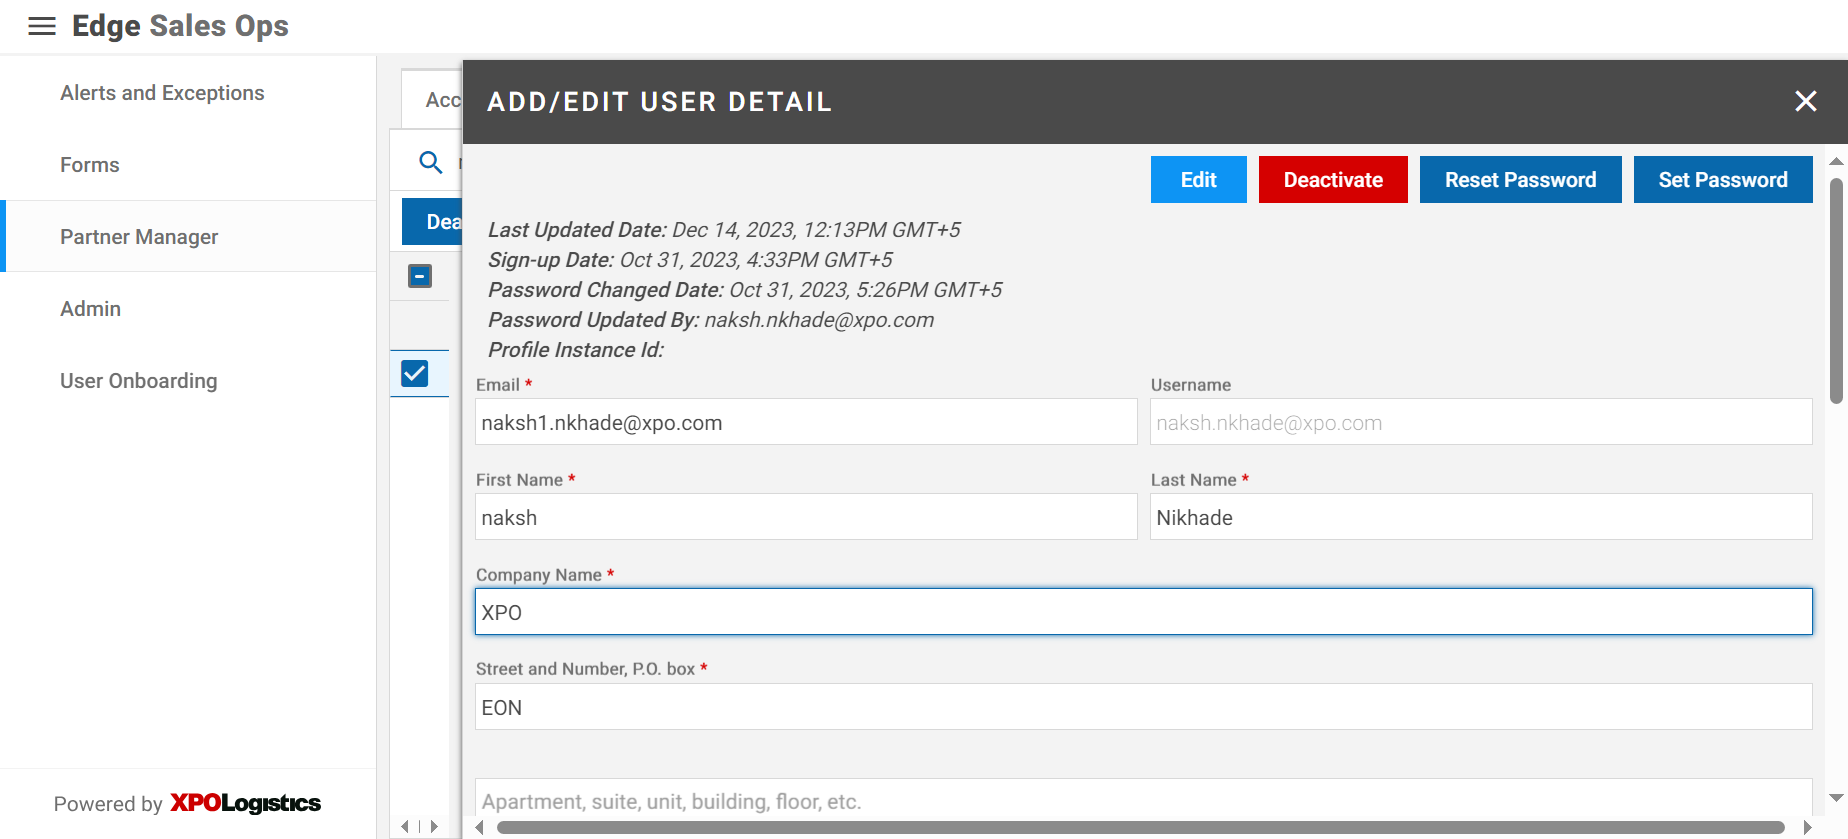 Edge Sales Ops
Alerts and Exceptions
Forms
Partner Manager
Admin
User Onboarding
Powered by XPOLogistics
Acc
Dea
ADD/EDIT USER DETAIL
Edit
Deactivate
Reset Password
Set Password
Last Updated Date: Dec 14, 2023, 12:13PM GMT+5
Sign-up Date: Oct 31, 2023, 4:33PM GMT+5
Password Changed Date: Oct 31, 2023, 5:26PM GMT+5
Password Updated By: naksh.nkhade@xpo.com
Profile Instance Id:
Email *
Username
naksh1.nkhade@xpo.com
naksh.nkhade@xpo.com
First Name *
Last Name *
naksh
Nikhade
Company Name *
XPO
Street and Number, P.O. box *
EON
Apartment, suite, unit, building, floor, etc.